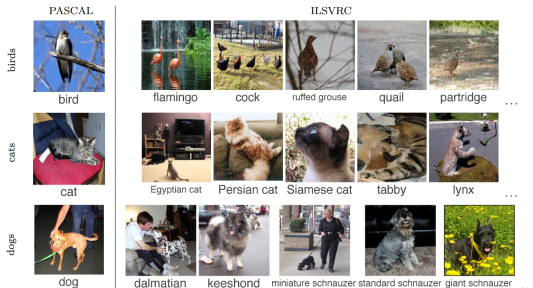 PASCAL
ILSVRC
birds
bird
flamingo
cock
ruffed grouse
quail
partridge
...
cats
cat
Egyptian cat
Persian cat
Siamese cat
tabby
lynx
...
dogs
dog
dalmatian
keeshond
miniature schnauzer
standard schnauzer
giant schnauzer
...